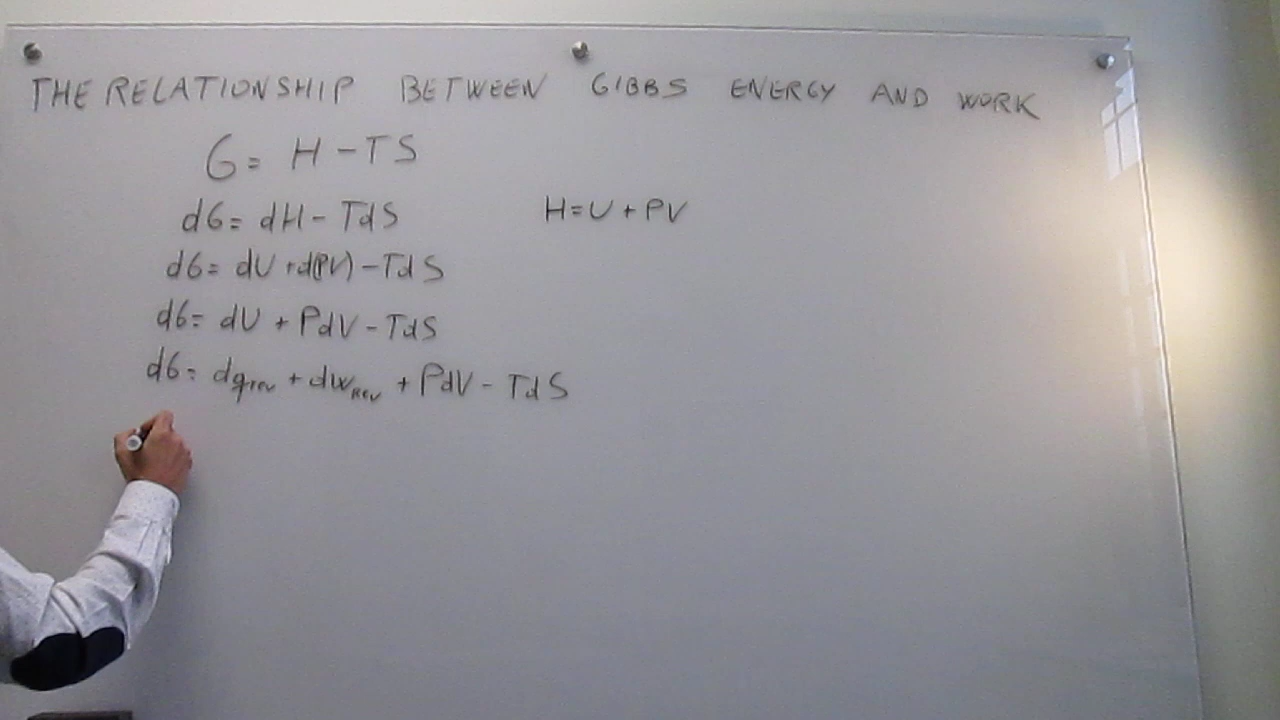 THE RELATIONSHIP BETWEEN GIBBS ENERGY AND WORK
G = H - TS
dG = dH - TdS
H = U + PV
dG = dU + d(PV) - TdS
dG = dU + PdV - TdS
dG = dqrev + dwRev + PdV - TdS